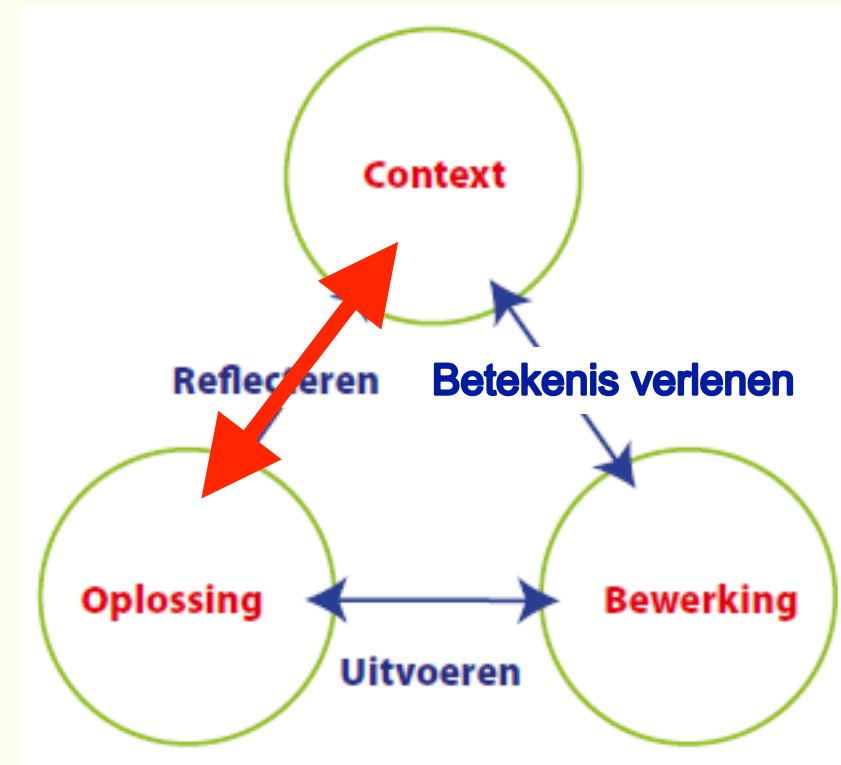 Context
Reflecteren
Betekenis verlenen
Oplossing
Bewerking
Uitvoeren